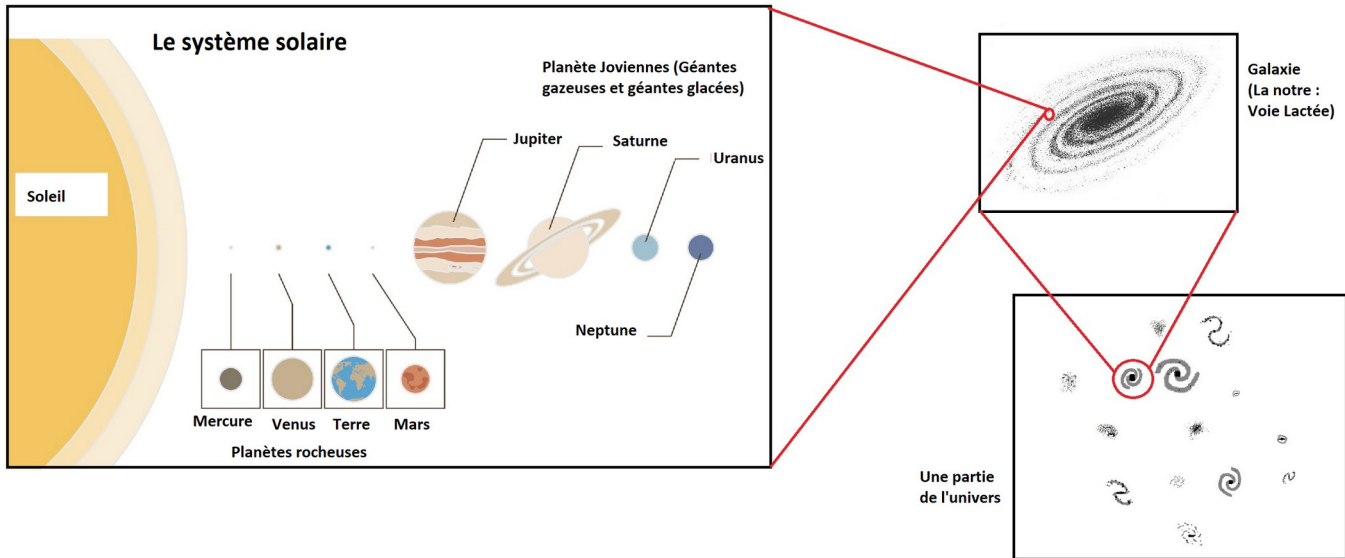 Le système solaire
Planète Joviennes (Géantes
gazeuses et géantes glacées)
Jupiter
Saturne
Uranus
Soleil
Neptune
Mercure
Venus
Terre
Mars
Planètes rocheuses
Galaxie
(La notre :
Voie Lactée)
Une partie
de l'univers